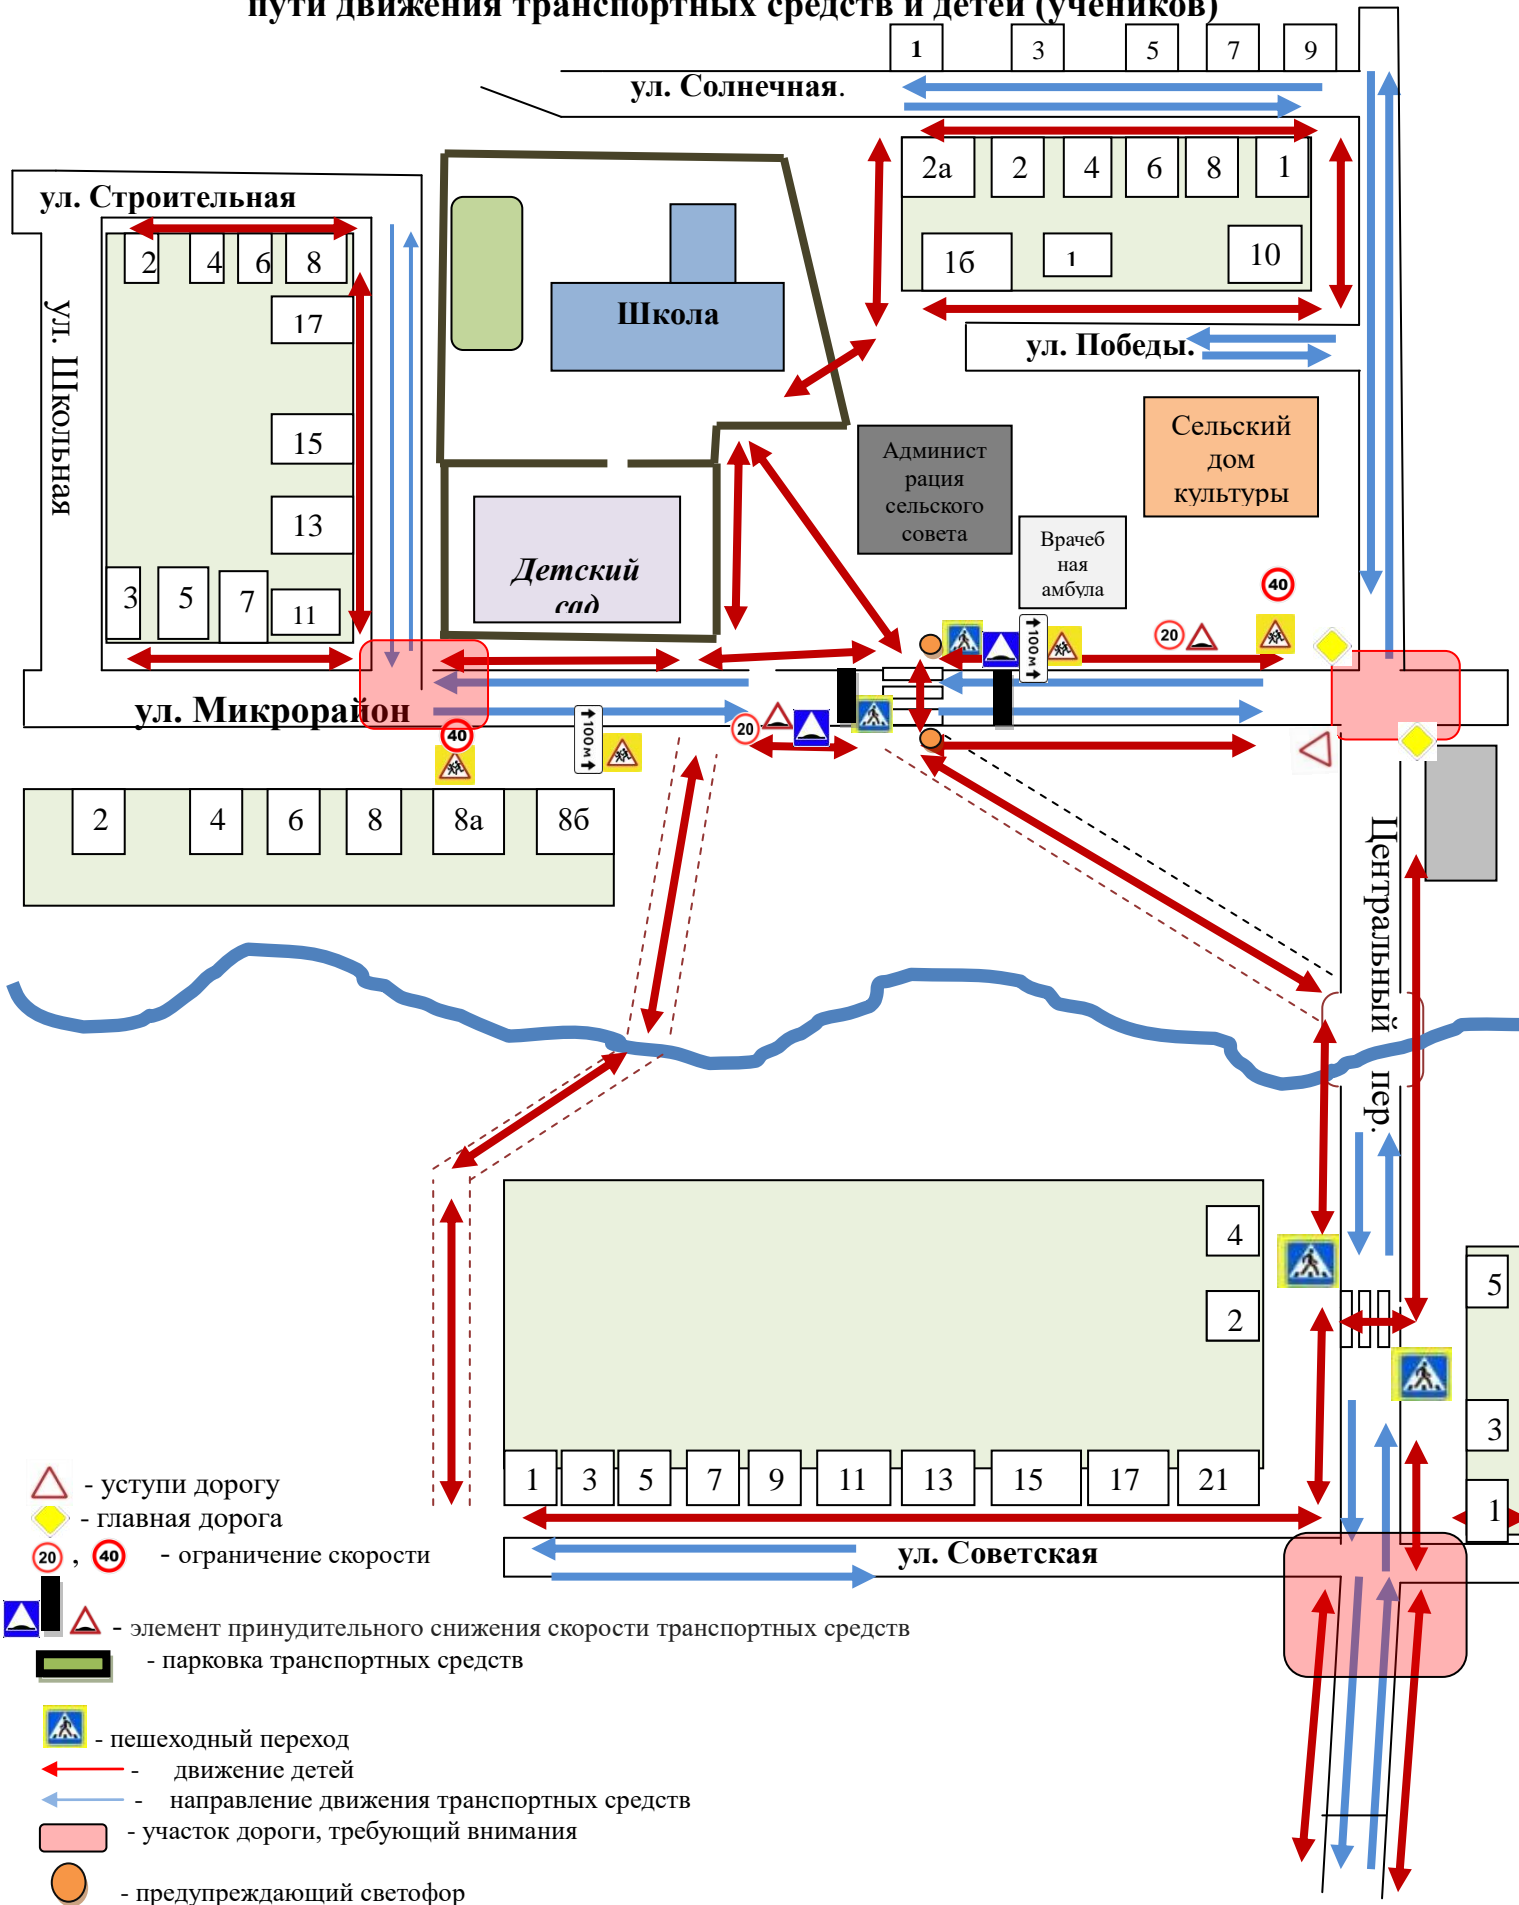 пути движения транспортных средств и детей (учеников)
1
3
5
7
9
ул. Солнечная.
2а
2
4
6
8
1
ул. Строительная
2
4
6
8
1б
1
10
17
Школа
ул. Победы.
ул. Школьная
15
Админист
рация
сельского
совета
Сельский
дом
культуры
13
Врачеб
ная
амбула
Детский
сад
3
5
7
11
40
20
100м
ул. Микрорайон
40
100м
20
2
4
6
8
8а
8б
Центральный пер.
4
2
5
3
1
1
3
5
7
9
11
13
15
17
21
ул. Советская
- уступи дорогу
- главная дорога
20 , 40 - ограничение скорости
- элемент принудительного снижения скорости транспортных средств
- парковка транспортных средств
- пешеходный переход
- движение детей
- направление движения транспортных средств
- участок дороги, требующий внимания
- предупреждающий светофор